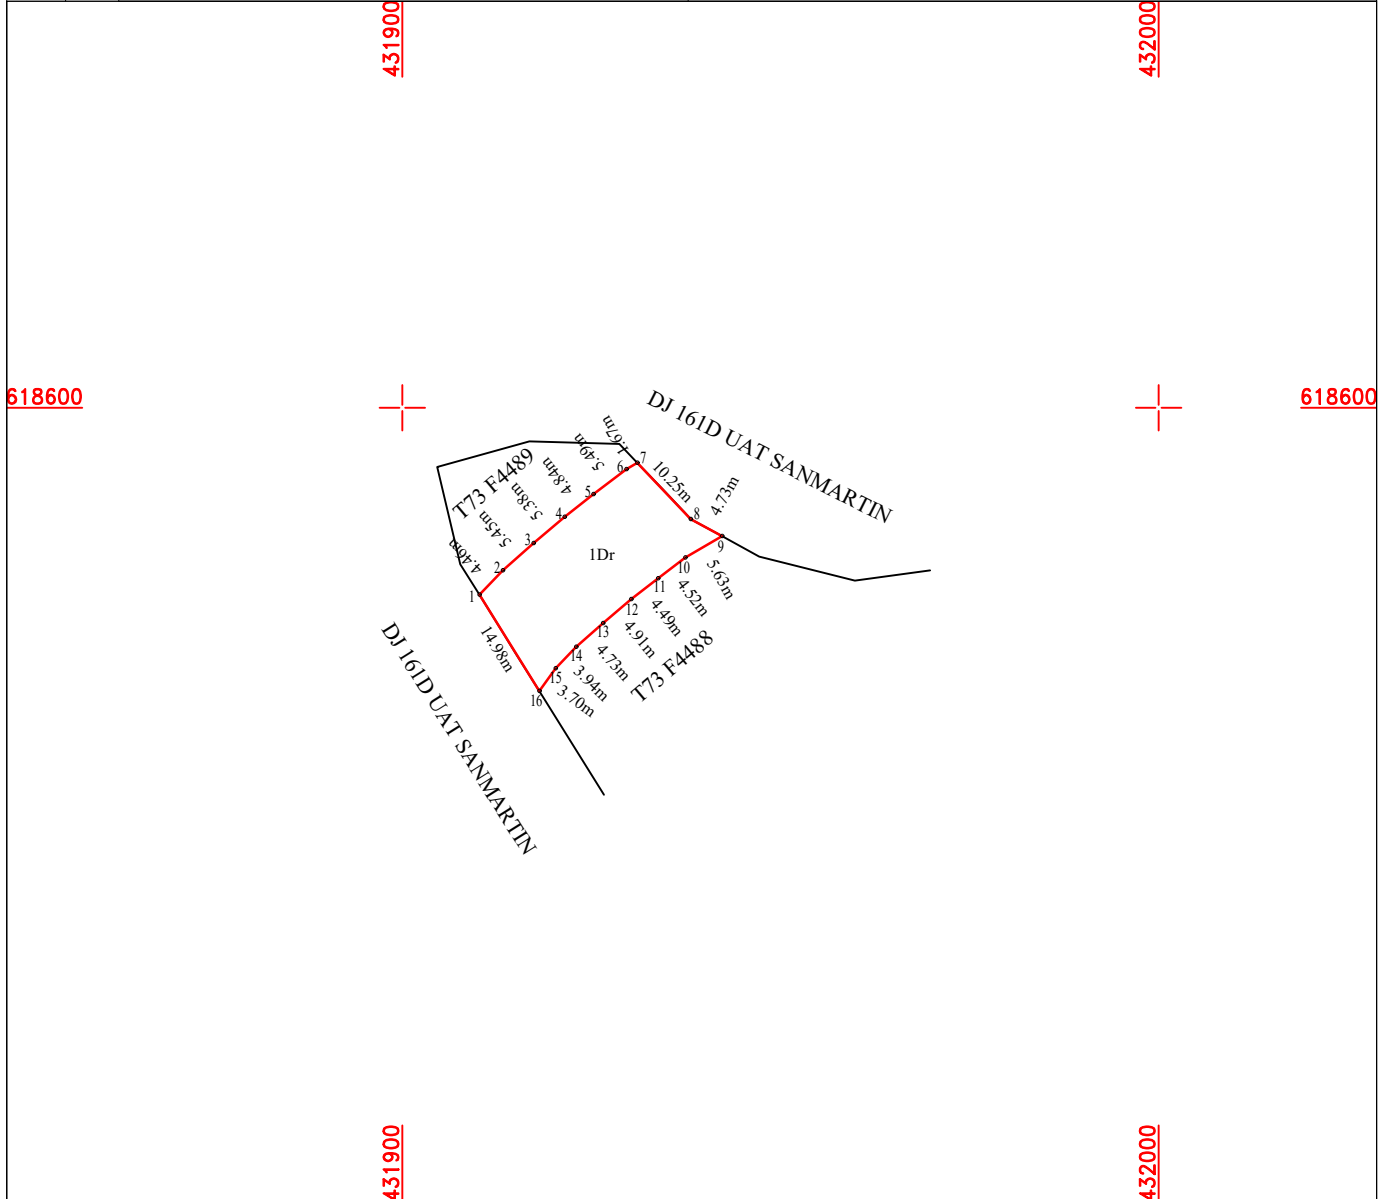 431900
432000
618600
618600
DJ 161D UAT SANMARTIN
T73 F4489
1.67m
5.49m
4.84m
5.38m
5.45m
4.46m
10.25m
4.73m
7
6
5
4
3
2
1
8
9
1Dr
10
11
12
13
14
15
16
5.63m
4.52m
4.49m
4.91m
4.73m
3.94m
3.70m
14.98m
T73 F4488
DJ 161D UAT SANMARTIN
431900
432000